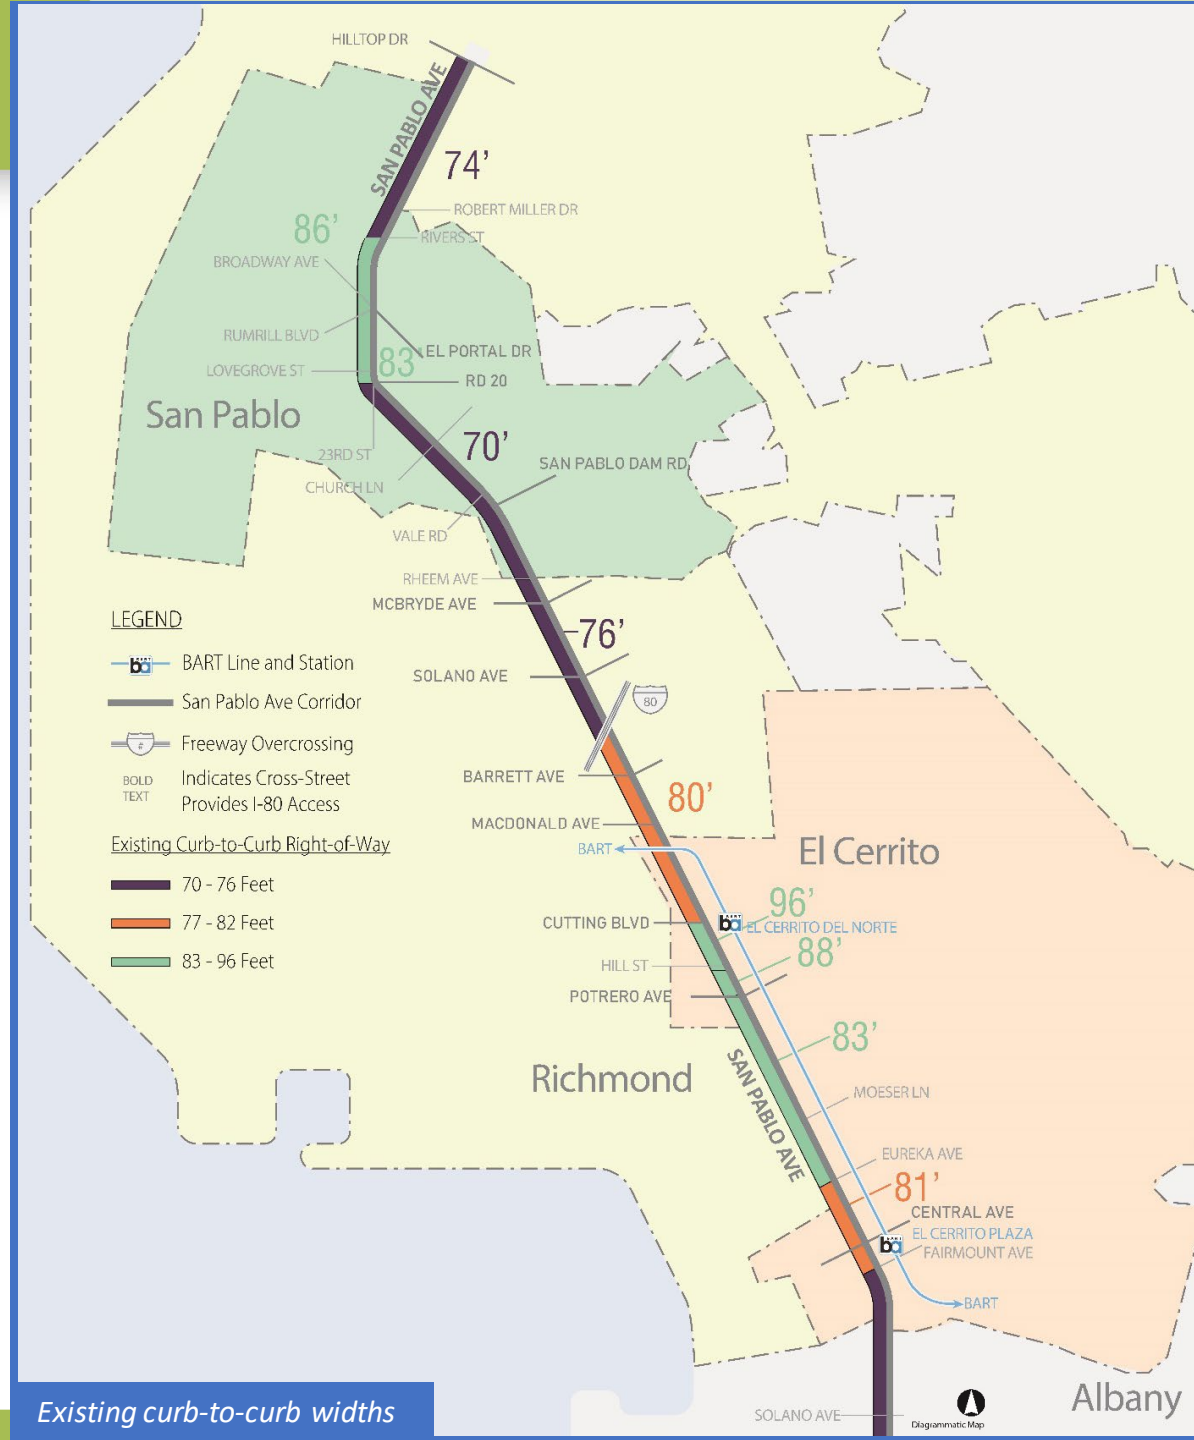 HILLTOP DR
SAN PABLO AVE
74'
ROBERT MILLER DR
86'
RIVERS ST
BROADWAY AVE
RUMRILL BLVD
EL PORTAL DR
83'
LOVEGROVE ST
RD 20
San Pablo
70'
23RD ST
SAN PABLO DAM RD
CHURCH LN
VALE RD
RHEEM AVE
MCBRYDE AVE
76'
SOLANO AVE
80
BARRETT AVE
80'
MACDONALD AVE
BART
El Cerrito
96'
CUTTING BLVD
ba EL CERRITO DEL NORTE
88'
HILL ST
POTRERO AVE
83'
Richmond
SAN PABLO AVE
MOESER LN
EUREKA AVE
81'
CENTRAL AVE
ba EL CERRITO PLAZA
FAIRMOUNT AVE
BART
SOLANO AVE
Albany
Diagrammatic Map
LEGEND
ba BART Line and Station
San Pablo Ave Corridor
Freeway Overcrossing
BOLD
TEXT
Indicates Cross-Street
Provides I-80 Access
Existing Curb-to-Curb Right-of-Way
70 - 76 Feet
77 - 82 Feet
83 - 96 Feet
Existing curb-to-curb widths